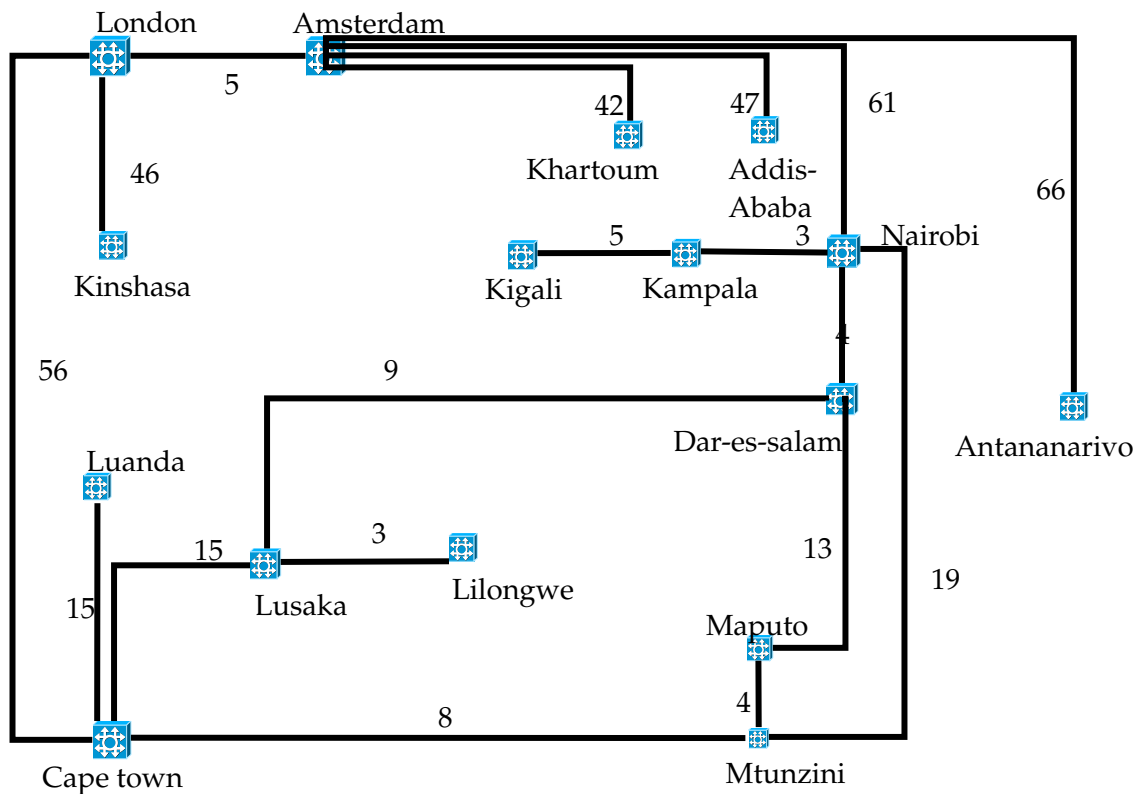 London
Amsterdam
5
42
47
61
Khartoum
Addis-
Ababa
46
66
Kinshasa
5
3
Nairobi
Kigali
Kampala
4
56
9
Dar-es-salam
Antananarivo
Luanda
15
3
13
19
Lusaka
Lilongwe
15
Maputo
4
8
Cape town
Mtunzini